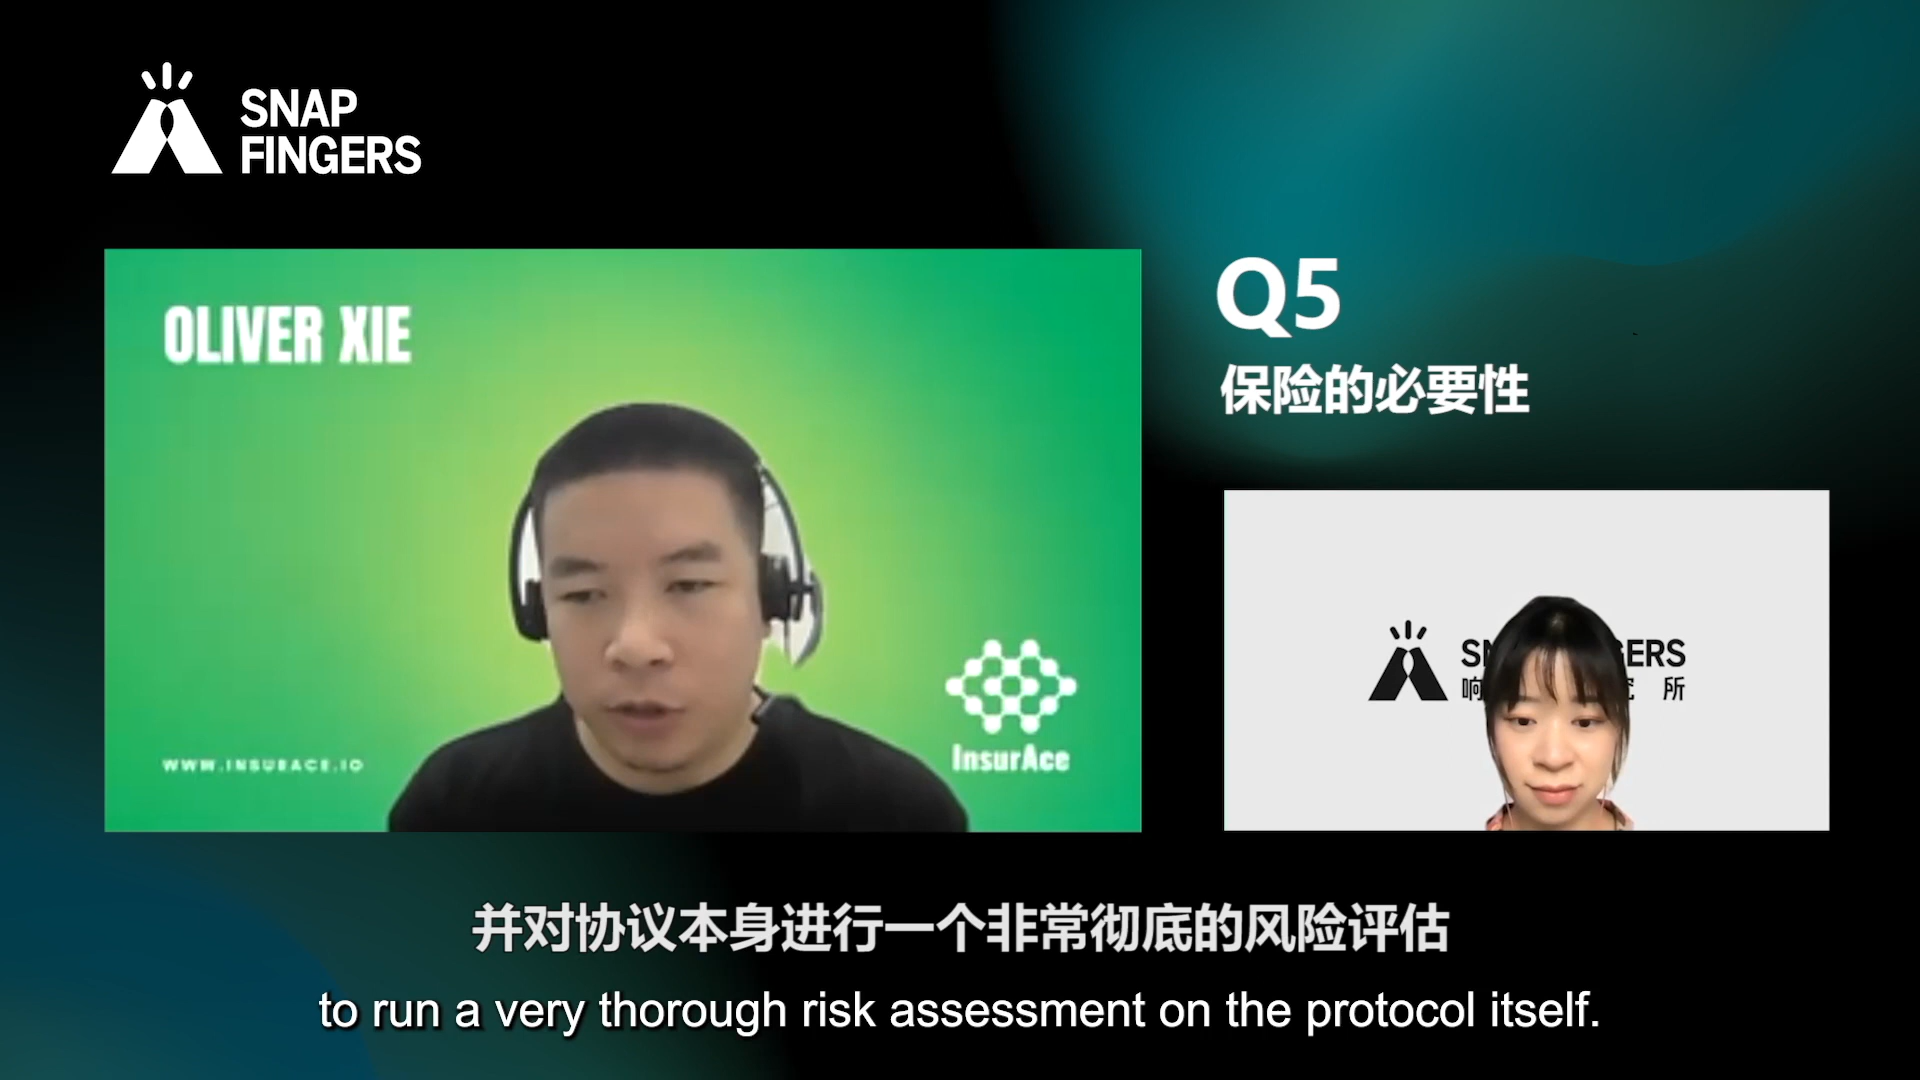 SNAP
FINGERS
OLIVER XIE
WWW.INSURACE.IO
InsurAce
Q5
保险的必要性
响
所
并对协议本身进行一个非常彻底的风险评估
to run a very thorough risk assessment on the protocol itself.